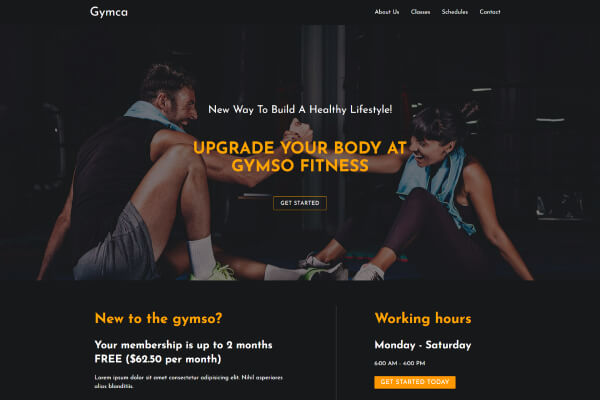 Gymca
About Us Classes Schedules Contact
New Way To Build A Healthy Lifestyle!
UPGRADE YOUR BODY AT
GYMSO FITNESS
GET STARTED
New to the gymso?
Your membership is up to 2 months
FREE ($62.50 per month)
Lorem ipsum dolor sit amet consectetur adipisicing elit. Nihil asperiores
alias blanditiis.
Working hours
Monday - Saturday
6:00 AM - 4:00 PM
GET STARTED TODAY